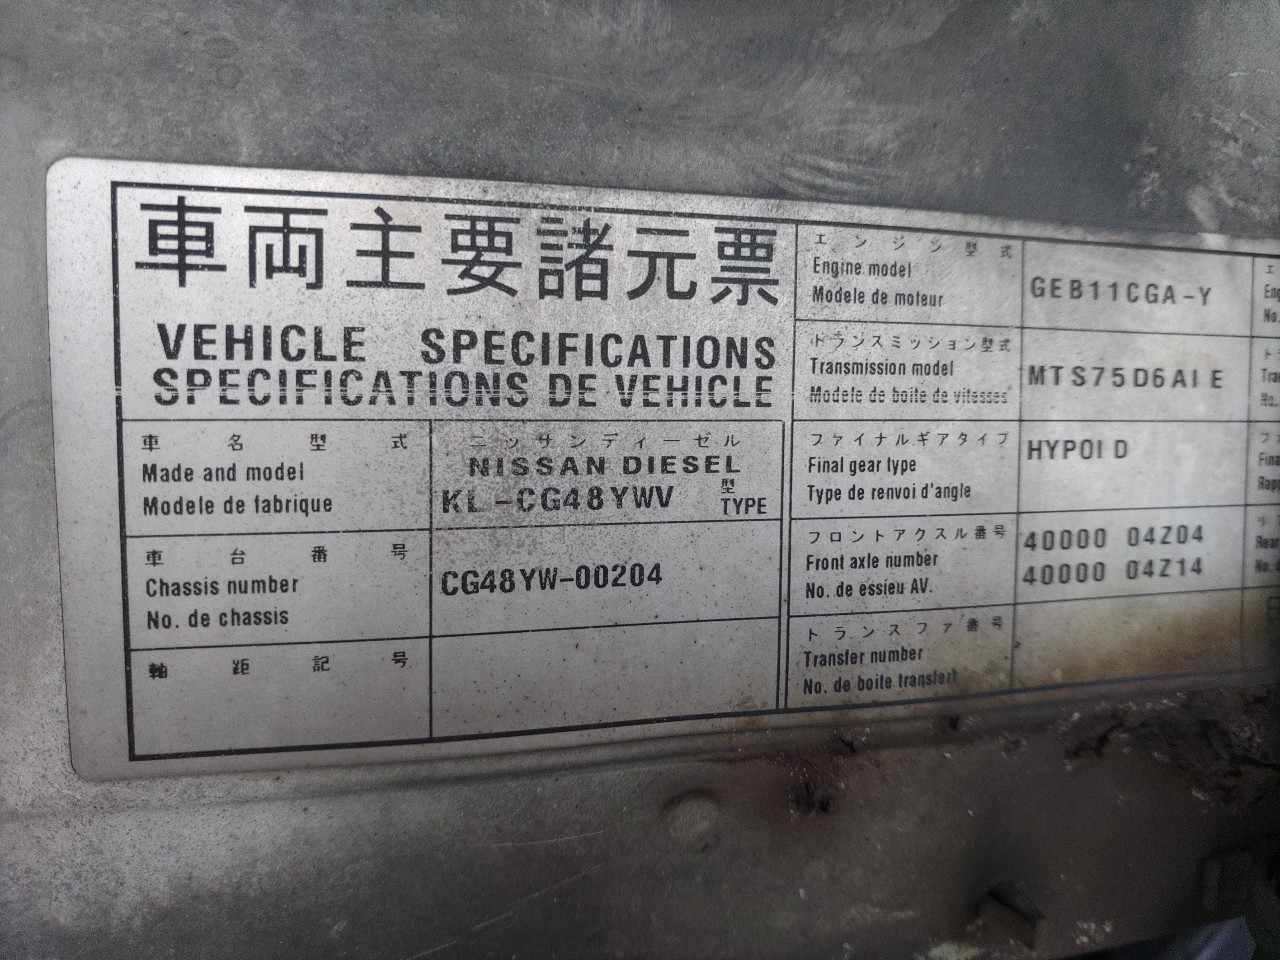 車両主要諸元票
VEHICLE SPECIFICATIONS
SPECIFICATIONS DE VEHICLE
車名型式
Made and model
Modele de fabrique
ニッサンディーゼル
NISSAN DIESEL
KL-CG48YWV 型 TYPE
車台番号
Chassis number
No. de chassis
CG48YW-00204
軸距記号
エンジン型式
Engine model
Modele de moteur
GEB11CGA-Y
トランスミッション型式
Transmission model
Modele de boite de vitesses
MTS75D6AIE
ファイナルギアタイプ
Final gear type
Type de renvoi d'angle
HYPOID
フロントアクスル番号
Front axle number
No. de essieu AV.
40000 04Z04
40000 04Z14
トランスファ番号
Transfer number
No. de boite transfert